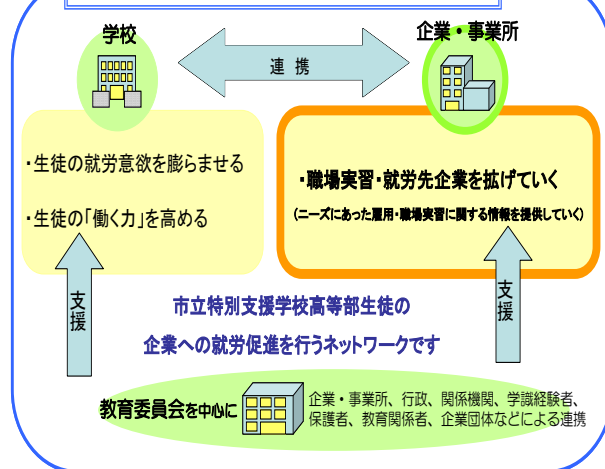 学校
企業・事業所
連携
・生徒の就労意欲を膨らませる
・生徒の「働く力」を高める
・職場実習・就労先企業を拡げていく
(ニーズにあった雇用・職場実習に関する情報を提供していく)
支援
支援
市立特別支援学校高等部生徒の
企業への就労促進を行うネットワークです
教育委員会を中心に
企業・事業所、行政、関係機関、学識経験者、
保護者、教育関係者、企業団体などによる連携